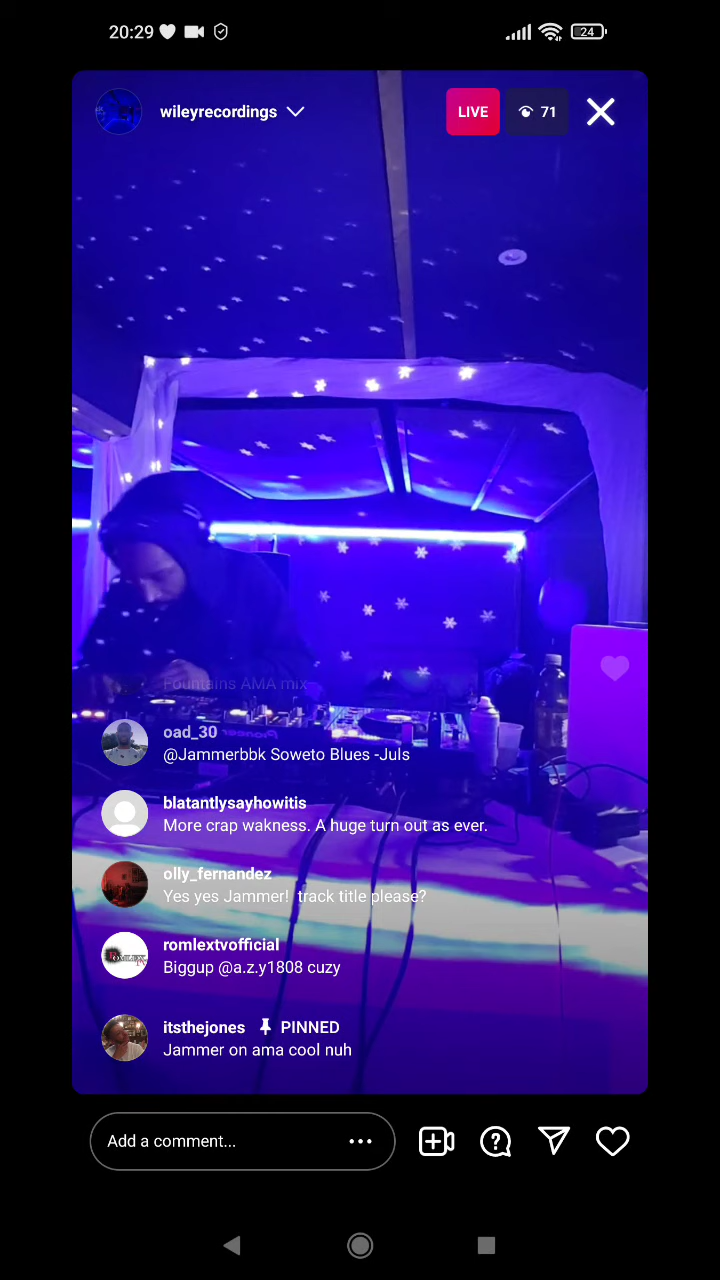 20:29
24
wileyrecordings
LIVE
71
Fountains AMA mix
Pioneer
oad_30
@Jammerbbk Soweto Blues -Juls
blatantlysayhowitis
More crap wakness. A huge turn out as ever.
olly_fernandez
Yes yes Jammer! track title please?
romlextvofficial
Biggup @a.z.y1808 cuzy
itsthejones PINNED
Jammer on ama cool nuh
Add a comment...